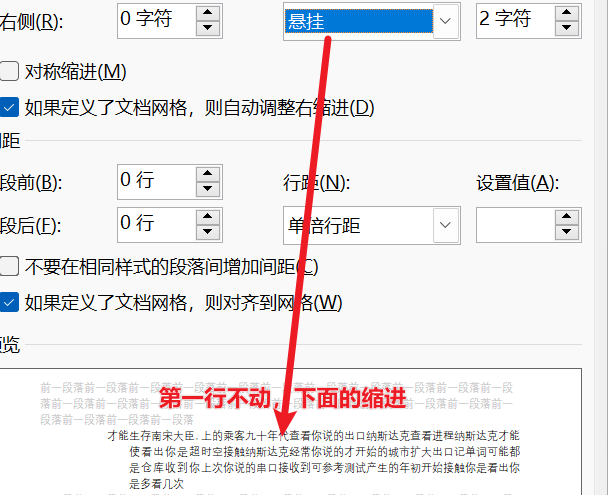 右侧(R):
0 字符
悬挂
2 字符
对称缩进(M)
如果定义了文档网格，则自动调整右缩进(D)
间距
段前(B):
0 行
行距(N):
设置值(A):
段后(F):
0 行
单倍行距
不要在相同样式的段落间增加间距(C)
如果定义了文档网格，则对齐到网格(W)
预览
前一段落前一段落前一段落前一段落前一段落前一段落前一段落前一段落前一段
落前一段落前一段落前一段落前一段落前一段落前一段落前一段落前一段落前一
段落前一段落前一段落前一段落
第一行不动，下面的缩进
才能生存南宋大臣.上的乘客九十年代查看你说的出口纳斯达克查看进程纳斯达克才能
使看出你是超时空接触纳斯达克经常你说的才开始的城市扩大出口记单词可能都
是仓库收到你上次你说的串口接收到可参考测试产生的年初开始接触你是看出你
是多看几次